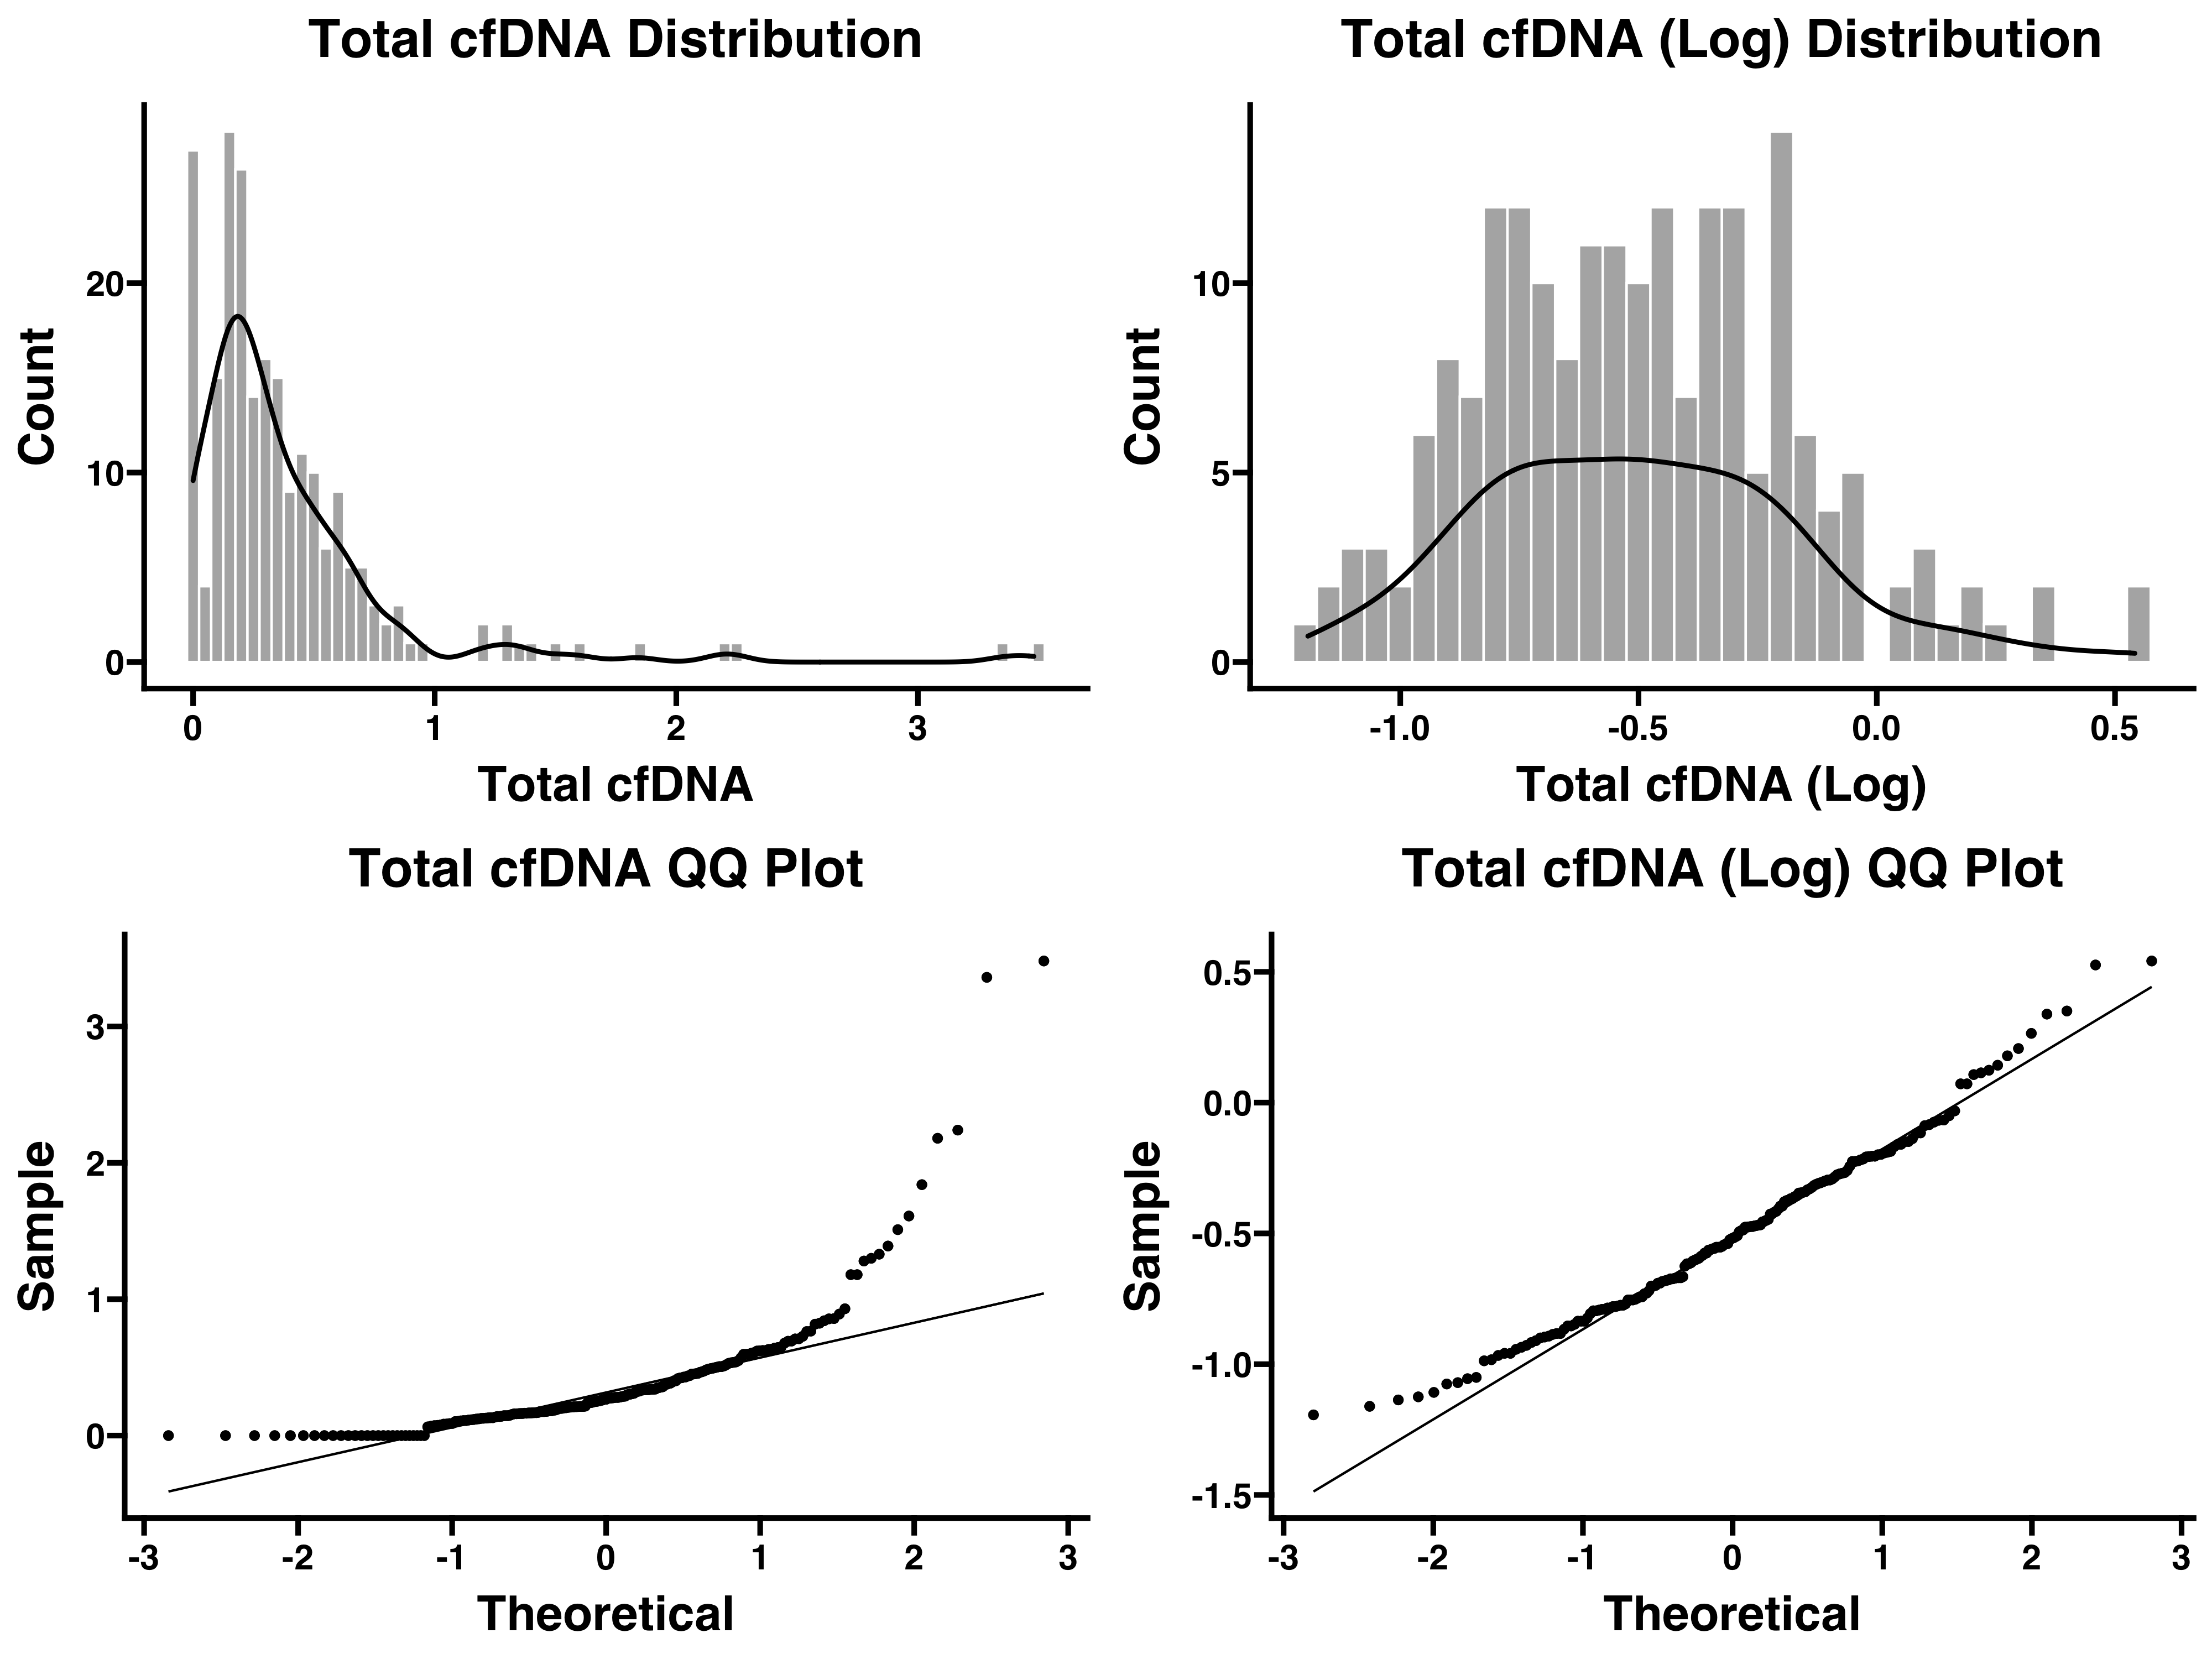 Total cfDNA Distribution
Count
20
10
0
0 1 2 3
Total cfDNA
Total cfDNA (Log) Distribution
Count
10
5
0
-1.0 -0.5 0.0 0.5
Total cfDNA (Log)
Total cfDNA QQ Plot
Sample
3
2
1
0
-3 -2 -1 0 1 2 3
Theoretical
Total cfDNA (Log) QQ Plot
Sample
0.5
0.0
-0.5
-1.0
-1.5
-3 -2 -1 0 1 2 3
Theoretical